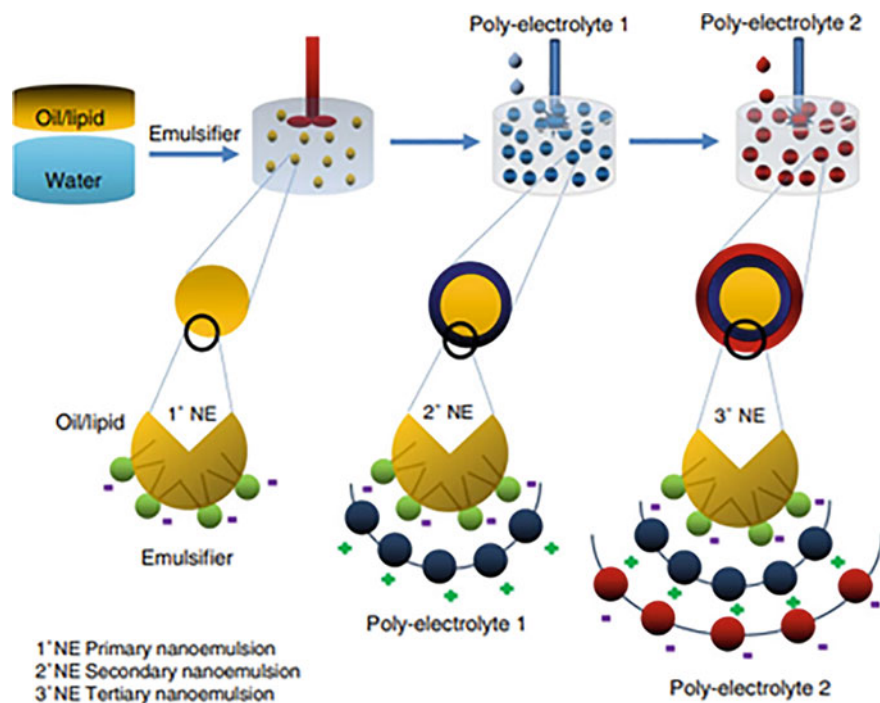 Poly-electrolyte 1
Poly-electrolyte 2
Oil/lipid
Emulsifier
Water
1° NE
2° NE
3° NE
Oil/lipid
Emulsifier
Poly-electrolyte 1
Poly-electrolyte 2
1°NE Primary nanoemulsion
2°NE Secondary nanoemulsion
3°NE Tertiary nanoemulsion